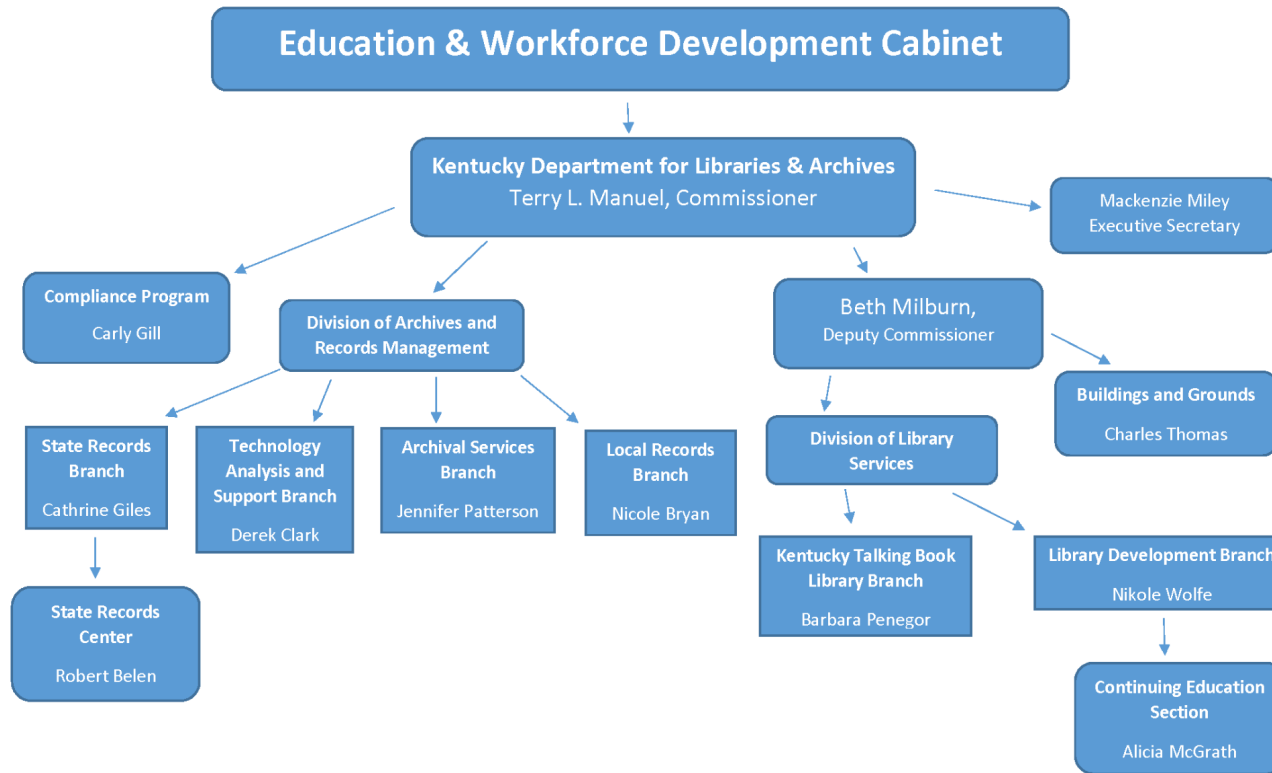 Education & Workforce Development Cabinet
Kentucky Department for Libraries & Archives
Terry L. Manuel, Commissioner
Mackenzie Miley
Executive Secretary
Compliance Program
Carly Gill
Division of Archives and
Records Management
Beth Milburn,
Deputy Commissioner
Buildings and Grounds
Charles Thomas
State Records
Branch
Cathrine Giles
Technology
Analysis and
Support Branch
Derek Clark
Archival Services
Branch
Jennifer Patterson
Local Records
Branch
Nicole Bryan
Division of Library
Services
Kentucky Talking Book
Library Branch
Barbara Penegor
Library Development Branch
Nikole Wolfe
State Records
Center
Robert Belen
Continuing Education
Section
Alicia McGrath